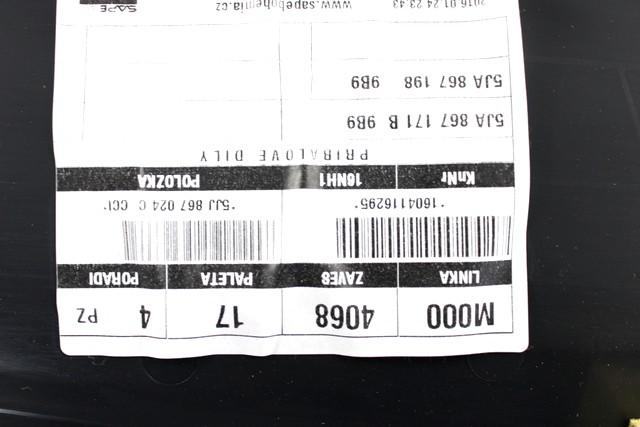 M000 4068 17 4 PZ
LINKA ZAVES PALETA PORADI
*1604116295* *5JJ 867 024 C CCI*
KnNr 16NH1 POLOZKA
PRIBALOVE DILY
5JA 867 171 B 9B9
5JA 867 198 9B9
2016.01.24 23:43 www.sapebohemia.cz SAPE